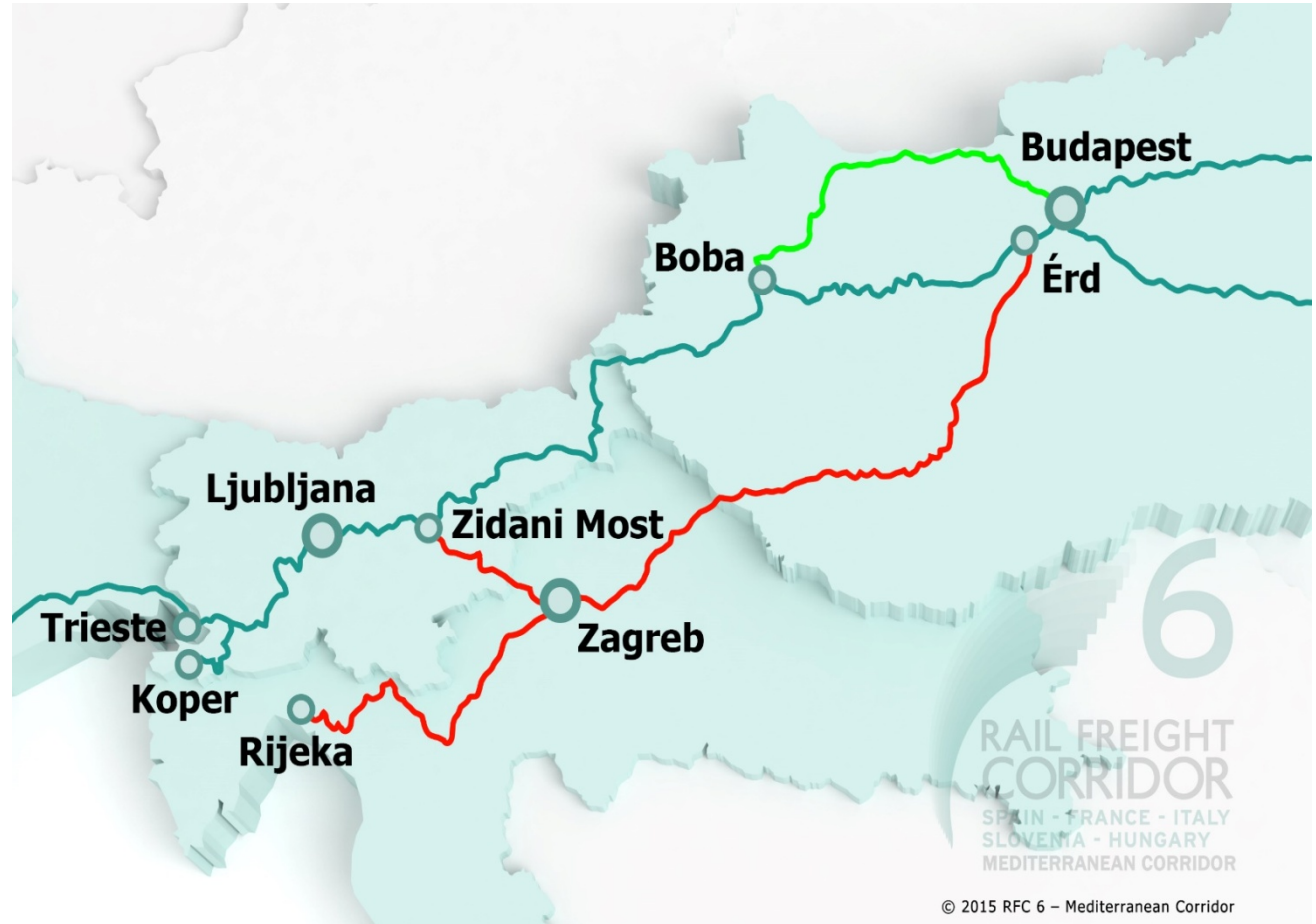 Budapest
Boba
Érd
Ljubljana
Zidani Most
Trieste
Zagreb
Koper
Rijeka
6
RAIL FREIGHT
CORRIDOR
SPAIN - FRANCE - ITALY
SLOVENIA - HUNGARY
MEDITERRANEAN CORRIDOR
© 2015 RFC 6 – Mediterranean Corridor